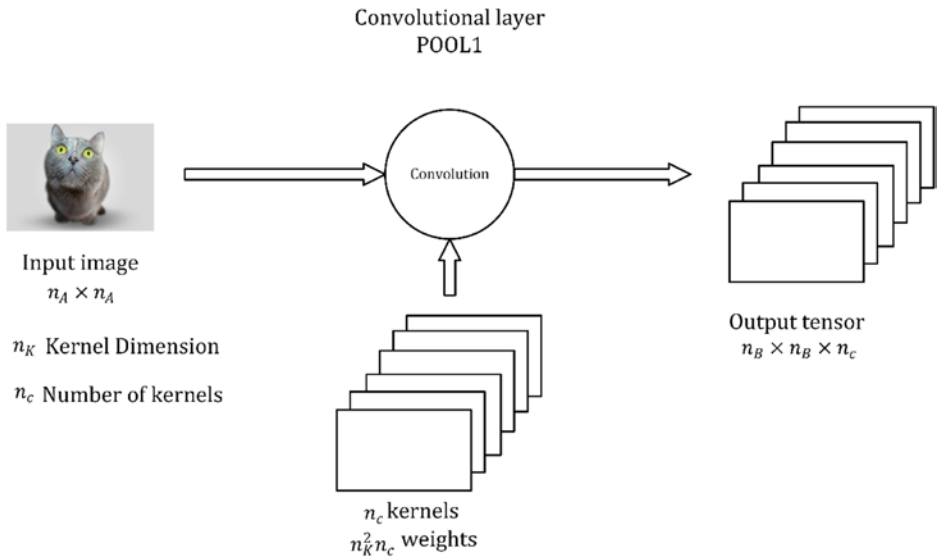 Convolutional layer
POOL1
Convolution
Input image
n_A × n_A
n_K Kernel Dimension
n_c Number of kernels
Output tensor
n_B × n_B × n_c
n_c kernels
n_K^2 n_c weights